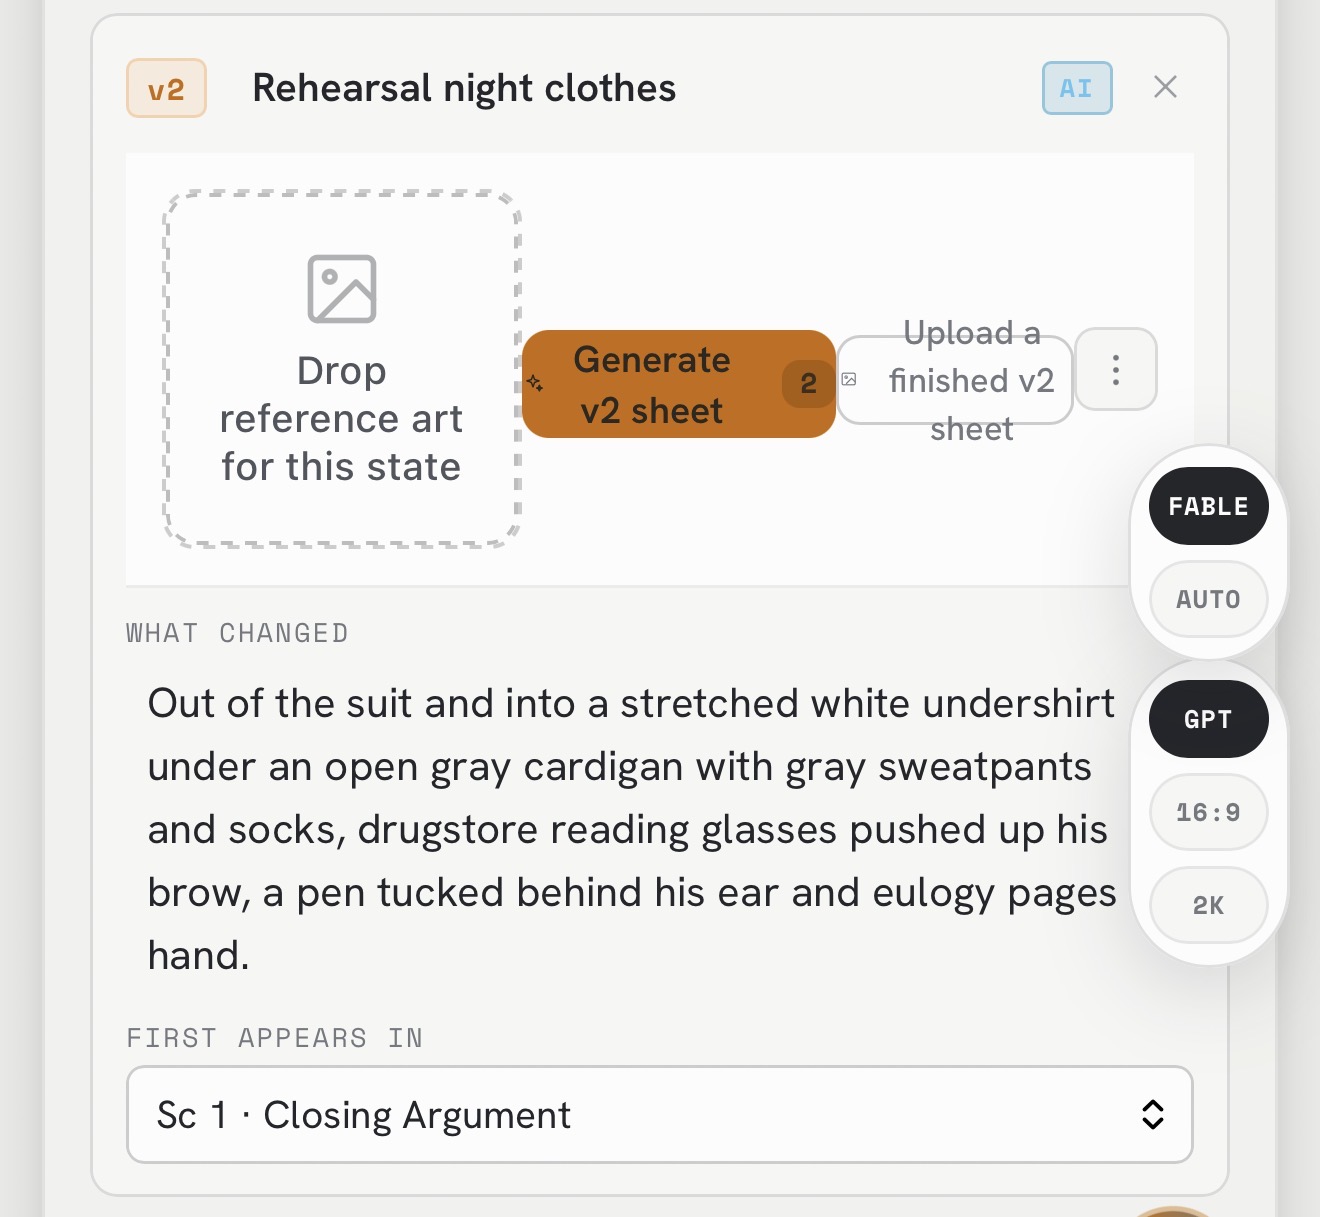 v2 Rehearsal night clothes AI
Drop
reference art
for this state
Generate
v2 sheet
2
Upload a
finished v2
sheet
FABLE
AUTO
GPT
16:9
2K
WHAT CHANGED
Out of the suit and into a stretched white undershirt
under an open gray cardigan with gray sweatpants
and socks, drugstore reading glasses pushed up his
brow, a pen tucked behind his ear and eulogy pages
hand.
FIRST APPEARS IN
Sc 1 · Closing Argument